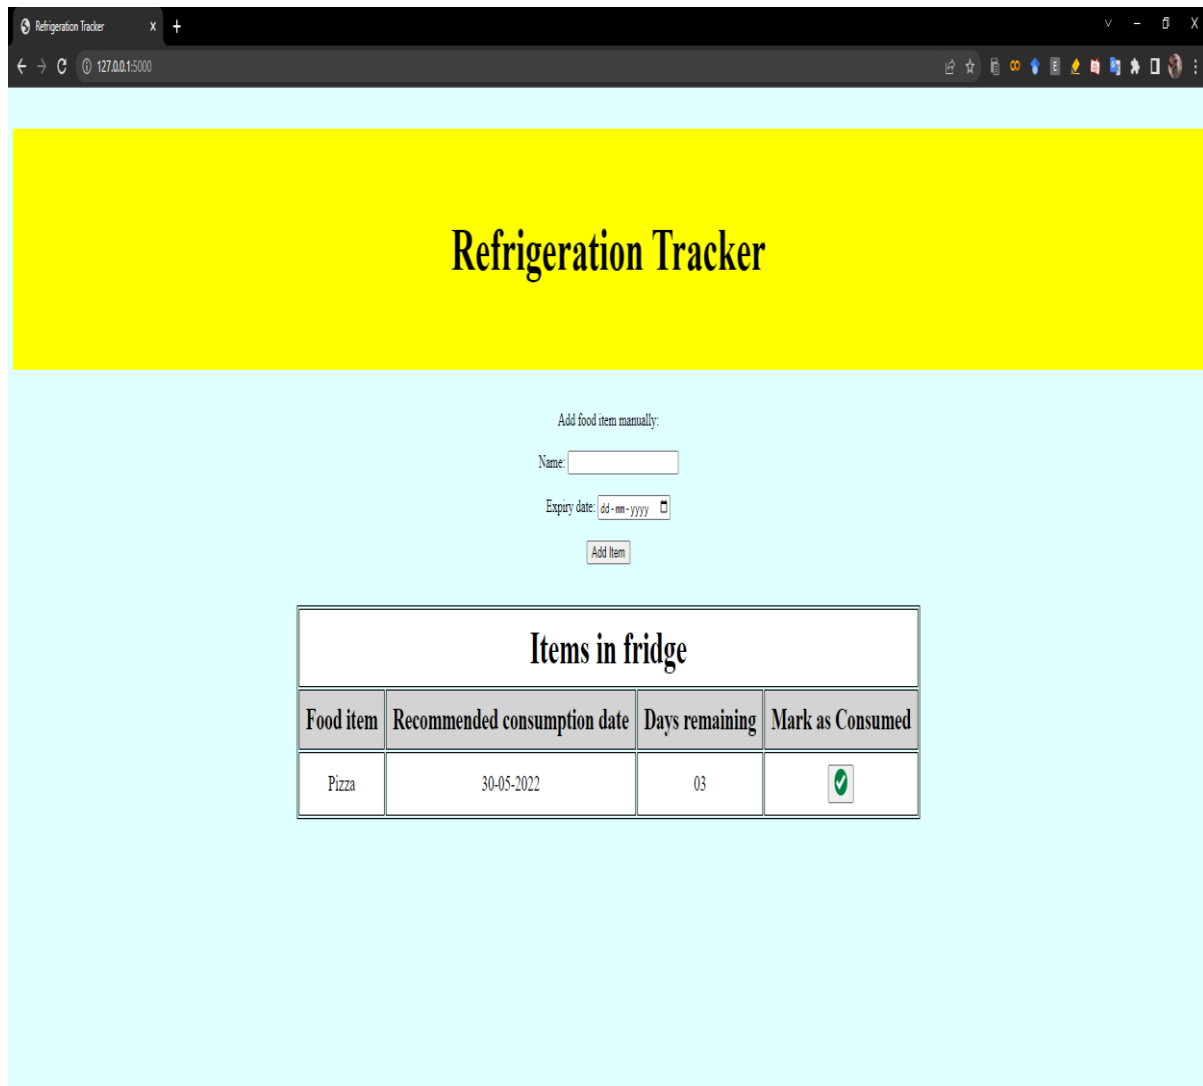 Refrigeration Tracker
127.0.0.1:5000
Refrigeration Tracker
Add food item manually:
Name:
Expiry date: dd-mm-yyyy
Add Item
Items in fridge
Food item Recommended consumption date Days remaining Mark as Consumed
Pizza 30-05-2022 03